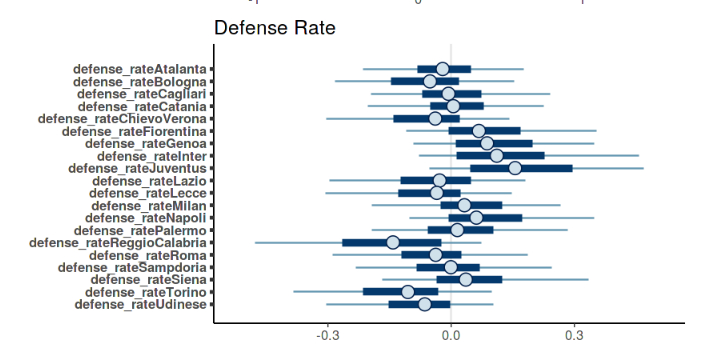 Defense Rate
defense_rateAtalanta
defense_rateBologna
defense_rateCagliari
defense_rateCatania
defense_rateChievoVerona
defense_rateFiorentina
defense_rateGenoa
defense_rateInter
defense_rateJuventus
defense_rateLazio
defense_rateLecce
defense_rateMilan
defense_rateNapoli
defense_ratePalermo
defense_rateReggioCalabria
defense_rateRoma
defense_rateSampdoria
defense_rateSiena
defense_rateTorino
defense_rateUdinese
-0.3 0.0 0.3